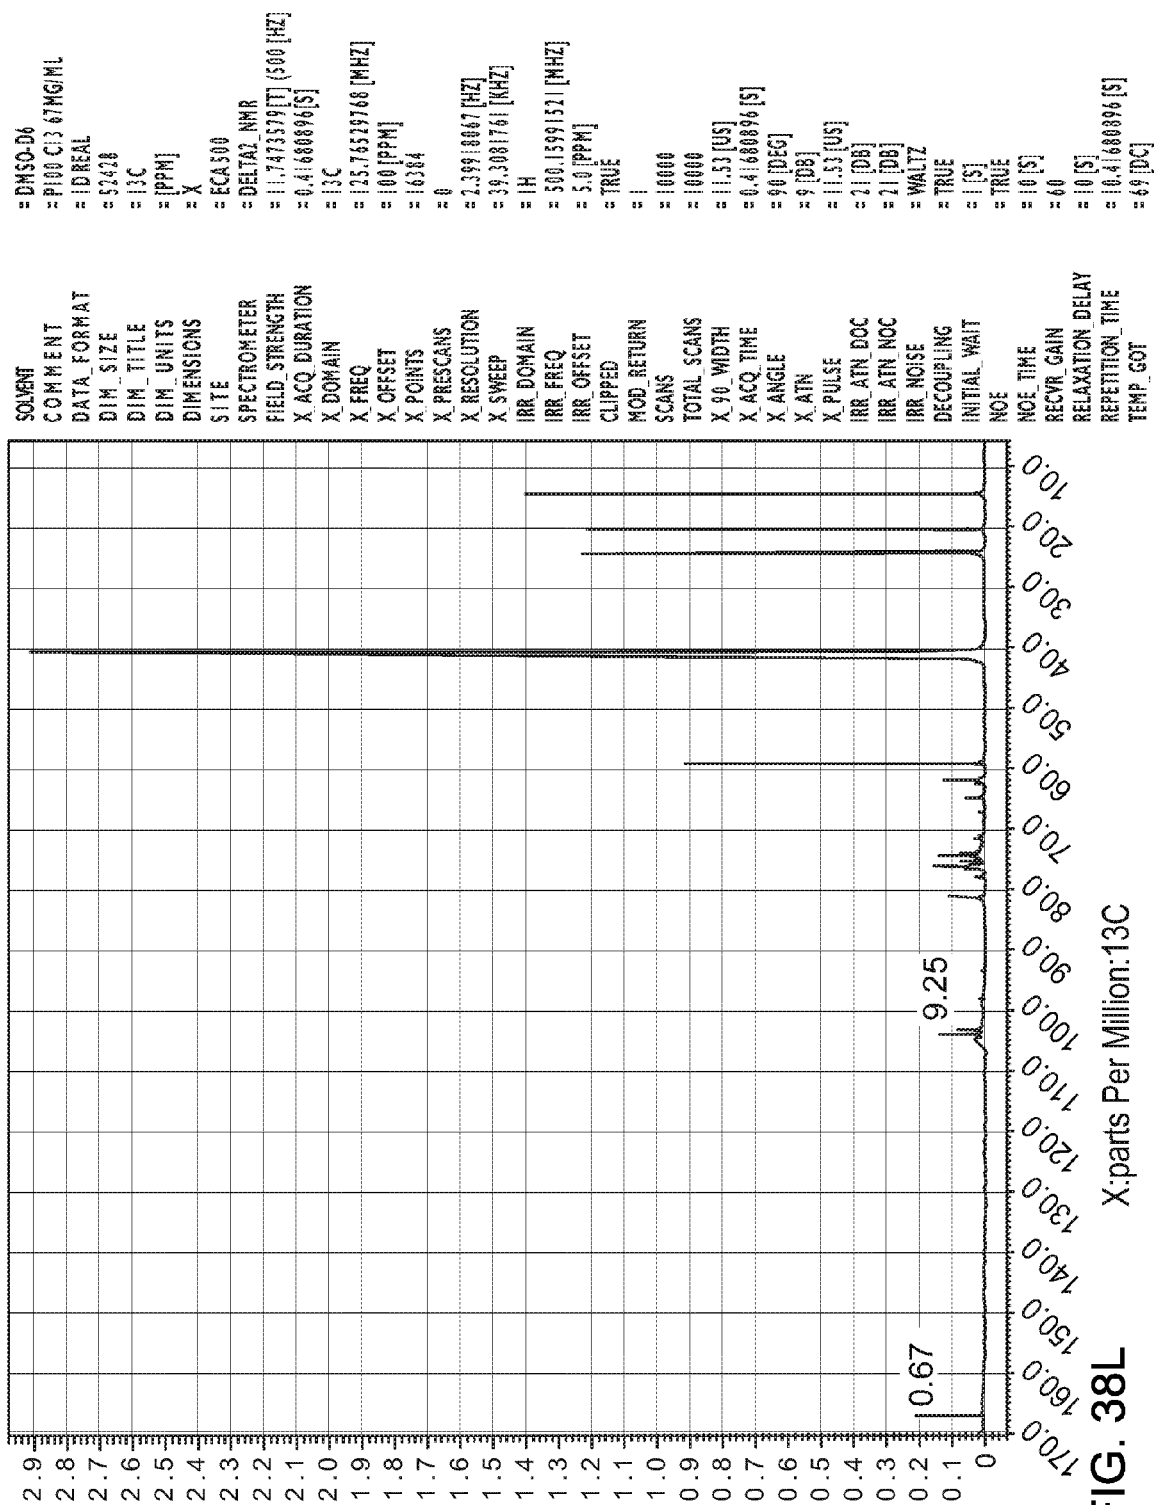 SOLVENT = DMSO-D6
COMMENT = P100 C13 67MG/ML
DATA_FORMAT = 1DREAL
DIM_SIZE = 52428
DIM_TITLE = 13C
DIM_UNITS = [PPM]
DIMENSIONS = X
SITE = ECA500
SPECTROMETER = DELTA2_NMR
FIELD_STRENGTH = 11.7473579[T] (500 [HZ]
X_ACQ_DURATION = 0.41680896[S]
X_DOMAIN = 13C
X_FREQ = 125.76529768 [MHZ]
X_OFFSET = 100 [PPM]
X_POINTS = 16384
X_PRESCANS = 0
X_RESOLUTION = 2.39918067[HZ]
X_SWEEP = 39.3081761 [KHZ]
IRR_DOMAIN = 1H
IRR_FREQ = 500.15991521 [MHZ]
IRR_OFFSET = 5.0 [PPM]
CLIPPED = TRUE
MOD_RETURN = 1
SCANS = 10000
TOTAL_SCANS = 10000
X_90_WIDTH = 11.53 [US]
X_ACQ_TIME = 0.41680896[S]
X_ANGLE = 90 [DEG]
X_ATN = 9 [DB]
X_PULSE = 11.53 [US]
IRR_ATN_DOC = 21 [DB]
IRR_ATN_NOC = 21 [DB]
IRR_NOISE = WALTZ
DECOUPLING = TRUE
INITIAL_WAIT = 1 [S]
NOE = TRUE
NOE_TIME = 10 [S]
RECVR_GAIN = 60
RELAXATION_DELAY = 10 [S]
REPETITION_TIME = 10.41680896 [S]
TEMP_GOT = 69 [DC]
2.9
2.8
2.7
2.6
2.5
2.4
2.3
2.2
2.1
2.0
1.9
1.8
1.7
1.6
1.5
1.4
1.3
1.2
1.1
1.0
0.9
0.8
0.7
0.6
0.5
0.4
0.3
0.2
0.1
0
0.67
9.25
170.0 160.0 150.0 140.0 130.0 120.0 110.0 100.0 90.0 80.0 70.0 60.0 50.0 40.0 30.0 20.0 10.0
X:parts Per Million:13C
FIG. 38L